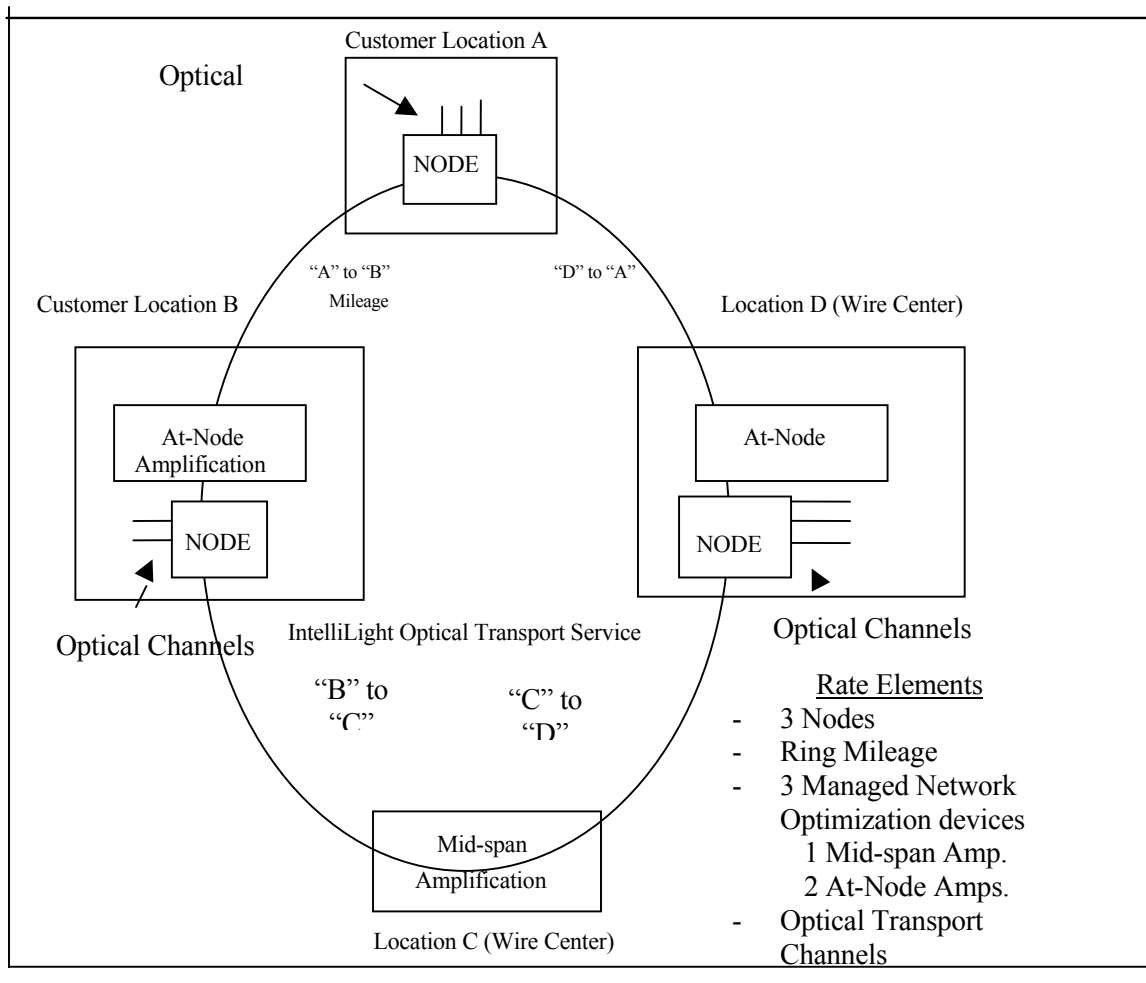 Customer Location A
Optical
NODE
“A” to “B”
Mileage
“D” to “A”
Customer Location B
Location D (Wire Center)
At-Node
Amplification
At-Node
NODE
NODE
Optical Channels
IntelliLight Optical Transport Service
Optical Channels
“B” to
“C”
“C” to
“D”
Rate Elements
- 3 Nodes
- Ring Mileage
- 3 Managed Network
Optimization devices
1 Mid-span Amp.
2 At-Node Amps.
- Optical Transport
Channels
Mid-span
Amplification
Location C (Wire Center)